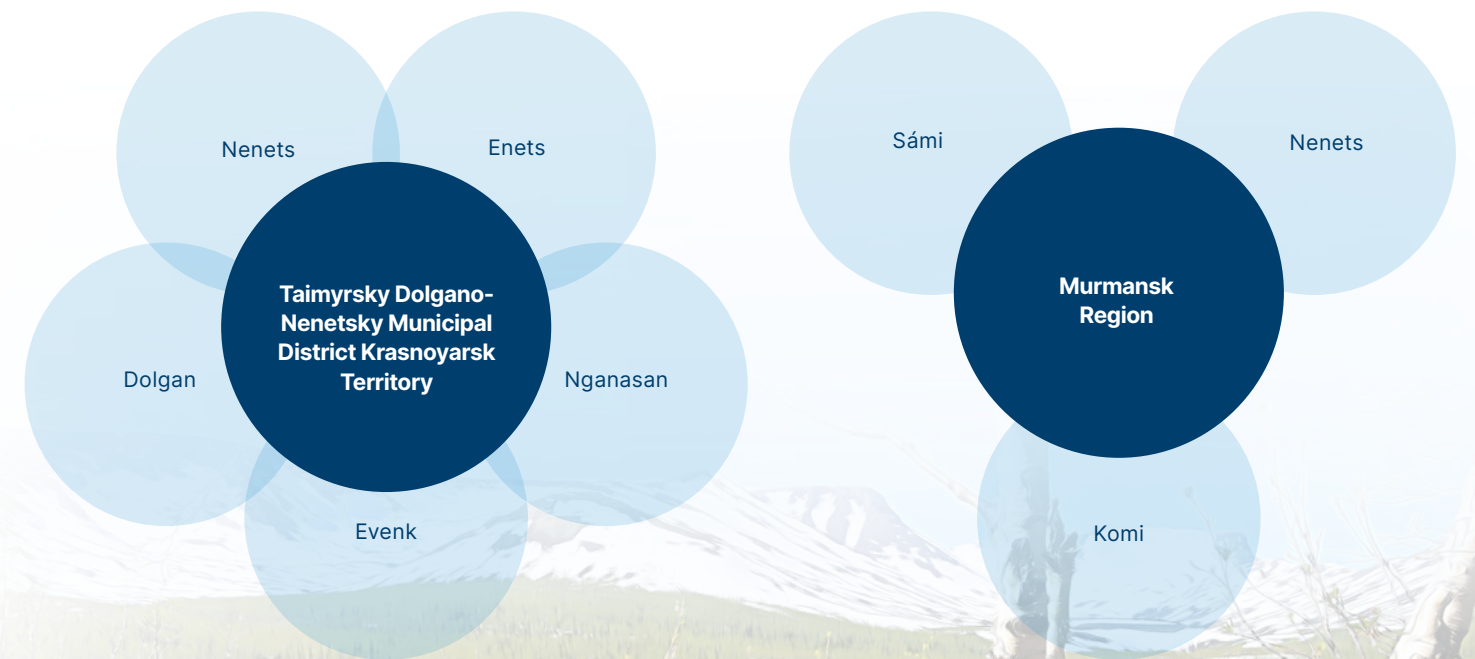 Nenets
Enets
Taimyrsky Dolgano-
Nenetsky Municipal
District Krasnoyarsk
Territory
Dolgan
Nganasan
Evenk
Sámi
Nenets
Murmansk
Region
Komi